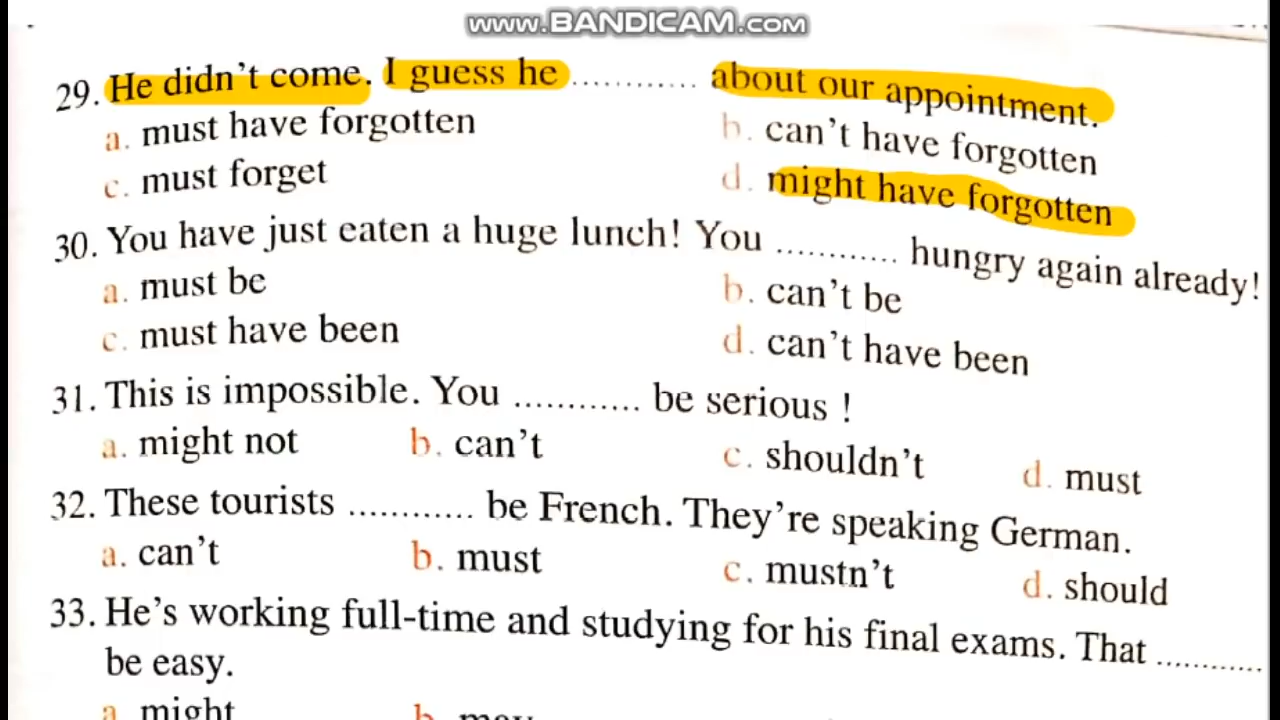 www.BANDICAM.com
29. He didn't come. I guess he ............ about our appointment.
a. must have forgotten b. can't have forgotten
c. must forget d. might have forgotten
30. You have just eaten a huge lunch! You ............ hungry again already!
a. must be b. can't be
c. must have been d. can't have been
31. This is impossible. You ............ be serious !
a. might not b. can't c. shouldn't d. must
32. These tourists ............ be French. They're speaking German.
a. can't b. must c. mustn't d. should
33. He's working full-time and studying for his final exams. That ............
be easy.
a. might b. may